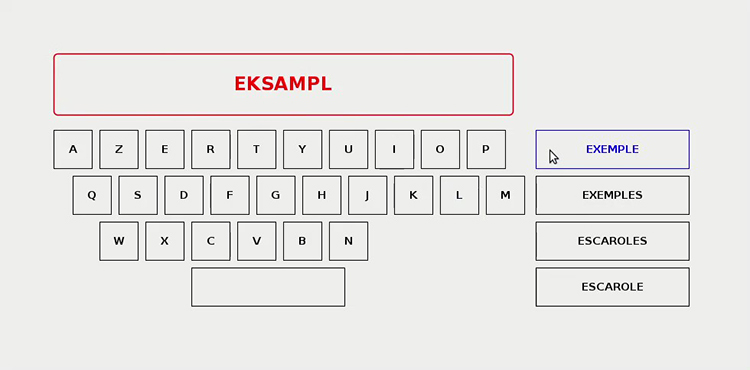 EKSAMPL
A Z E R T Y U I O P EXEMPLE
Q S D F G H J K L M EXEMPLES
W X C V B N ESCAROLES
ESCAROLE